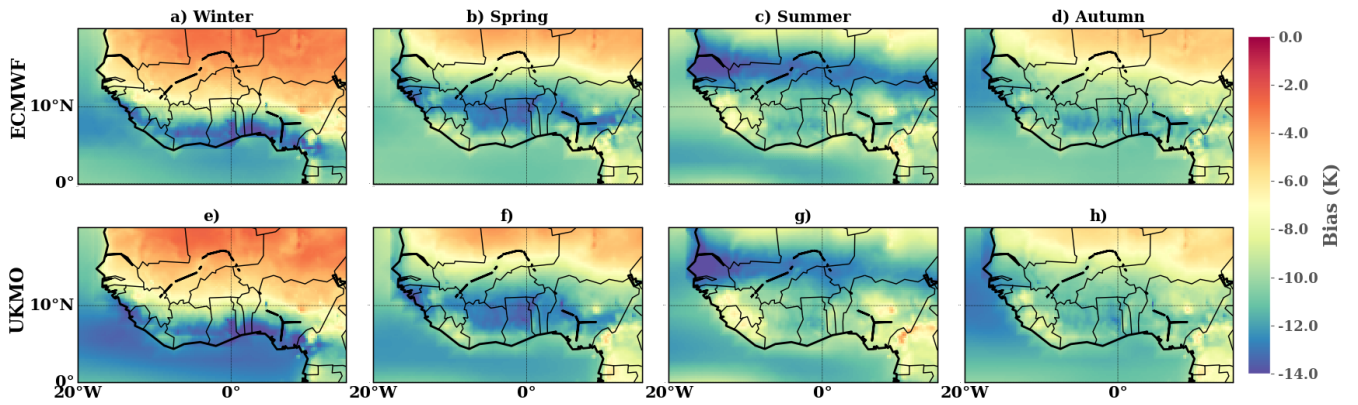 a) Winter
b) Spring
c) Summer
d) Autumn
ECMWF
10°N
0°
0.0
-2.0
-4.0
-6.0
-8.0
-10.0
-12.0
-14.0
Bias (K)
e)
f)
g)
h)
UKMO
10°N
0°
20°W
0°
20°W
0°
20°W
0°
20°W
0°